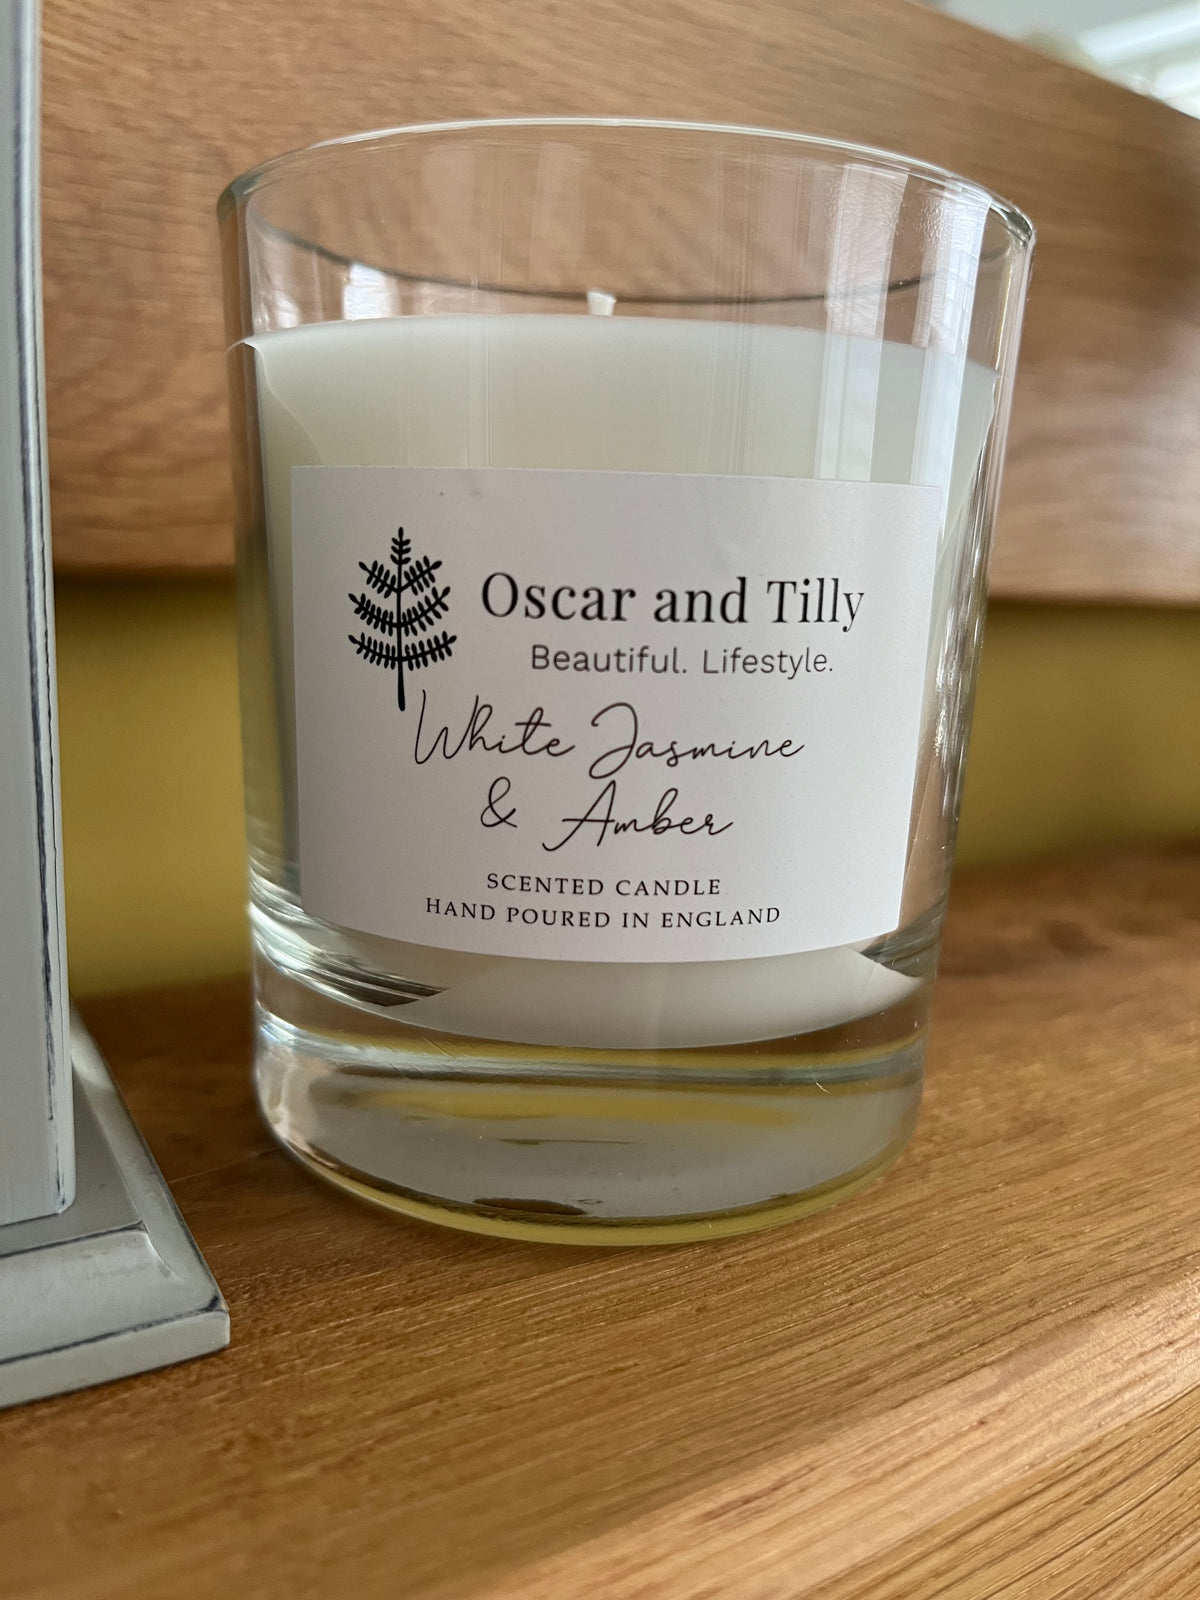 Oscar and Tilly
Beautiful. Lifestyle.
White Jasmine
& Amber
SCENTED CANDLE
HAND POURED IN ENGLAND